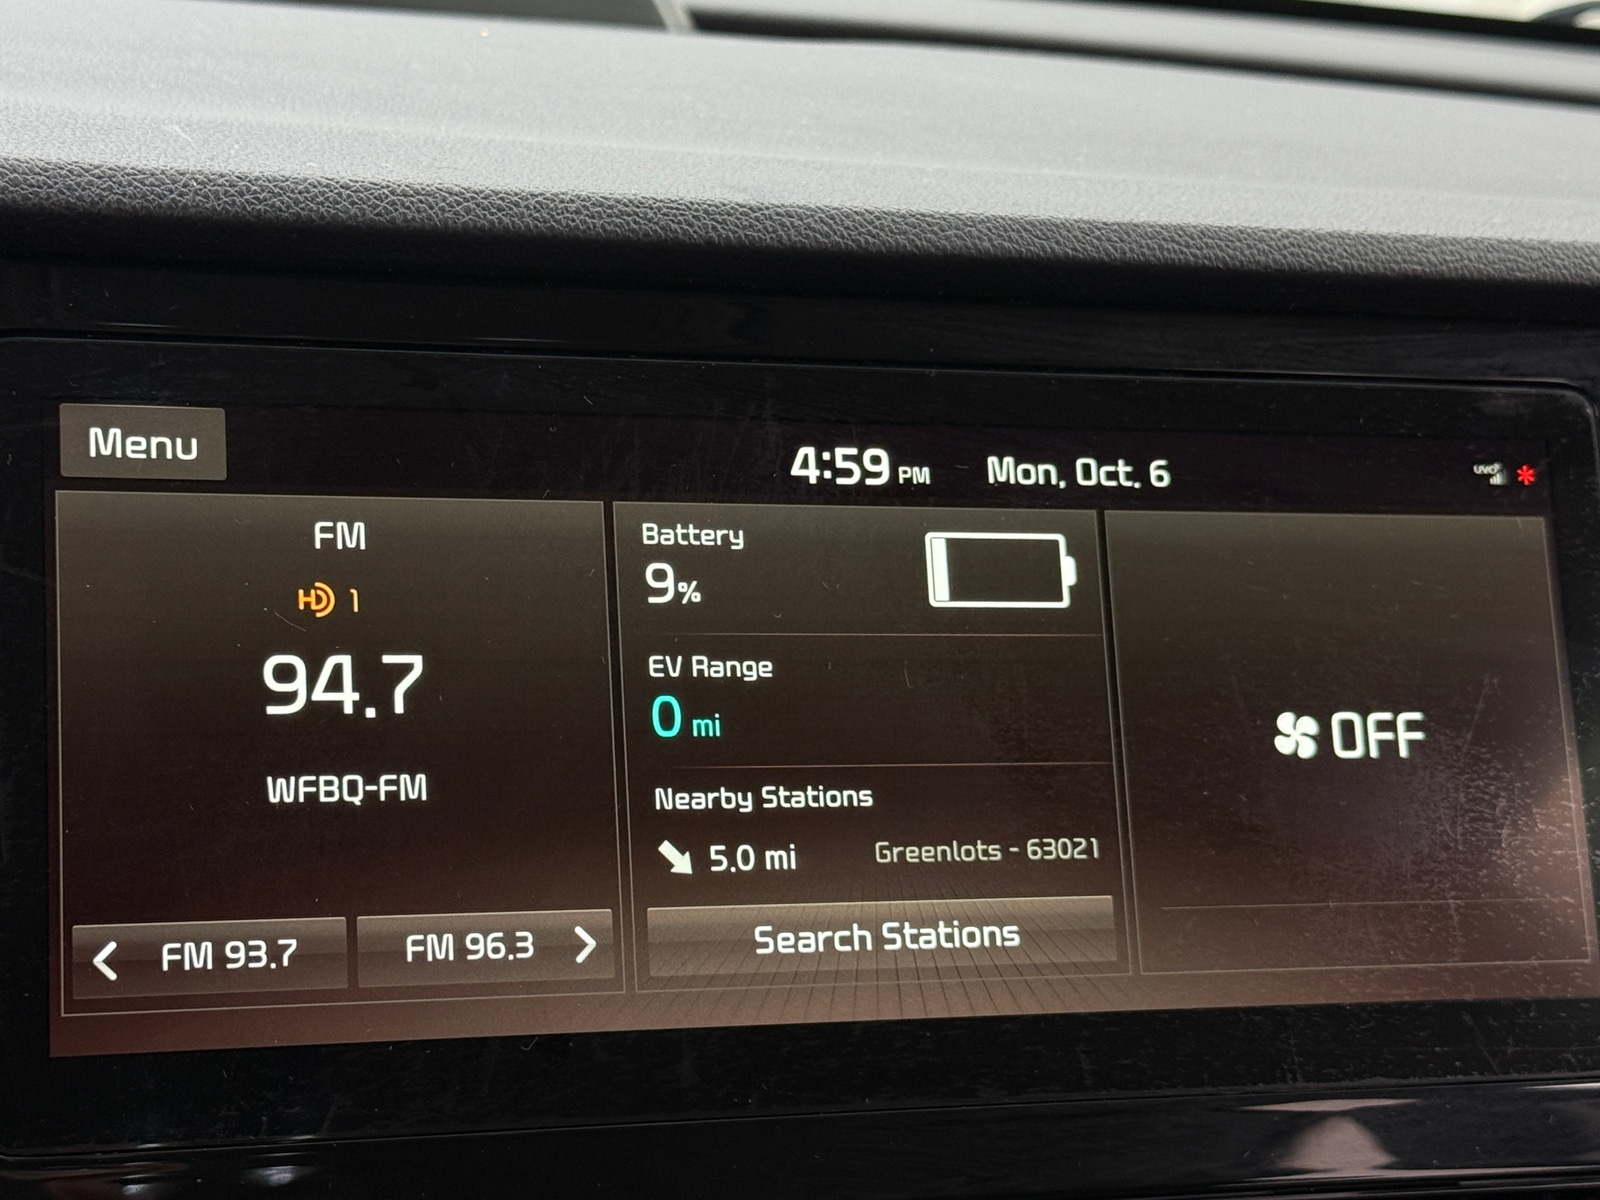 Menu
4:59 PM Mon, Oct. 6
UVO
FM
HD 1
94.7
WFBQ-FM
FM 93.7
FM 96.3
Battery
9%
EV Range
0 mi
Nearby Stations
5.0 mi Greenlots - 63021
Search Stations
OFF